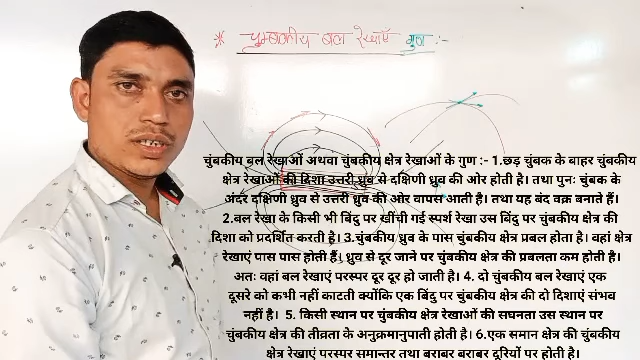 * चुम्बकीय बल रेखाएँ गुण :-
चुंबकीय बल रेखाओं अथवा चुंबकीय क्षेत्र रेखाओं के गुण :- 1.छड़ चुंबक के बाहर चुंबकीय
क्षेत्र रेखाओं की दिशा उत्तरी ध्रुव से दक्षिणी ध्रुव की ओर होती है। तथा पुनः चुंबक के
अंदर दक्षिणी ध्रुव से उत्तरी ध्रुव की ओर वापस आती है। तथा यह बंद वक्र बनाते हैं।
2.बल रेखा के किसी भी बिंदु पर खींची गई स्पर्श रेखा उस बिंदु पर चुंबकीय क्षेत्र की
दिशा को प्रदर्शित करती है। 3.चुंबकीय ध्रुव के पास चुंबकीय क्षेत्र प्रबल होता है। वहां क्षेत्र
रेखाएं पास पास होती हैं, ध्रुव से दूर जाने पर चुंबकीय क्षेत्र की प्रबलता कम होती है।
अतः वहां बल रेखाएं परस्पर दूर दूर हो जाती है। 4. दो चुंबकीय बल रेखाएं एक
दूसरे को कभी नहीं काटती क्योंकि एक बिंदु पर चुंबकीय क्षेत्र की दो दिशाएं संभव
नहीं है। 5. किसी स्थान पर चुंबकीय क्षेत्र रेखाओं की सघनता उस स्थान पर
चुंबकीय क्षेत्र की तीव्रता के अनुक्रमानुपाती होती है। 6.एक समान क्षेत्र की चुंबकीय
क्षेत्र रेखाएं परस्पर समान्तर तथा बराबर बराबर दूरियों पर होती है।